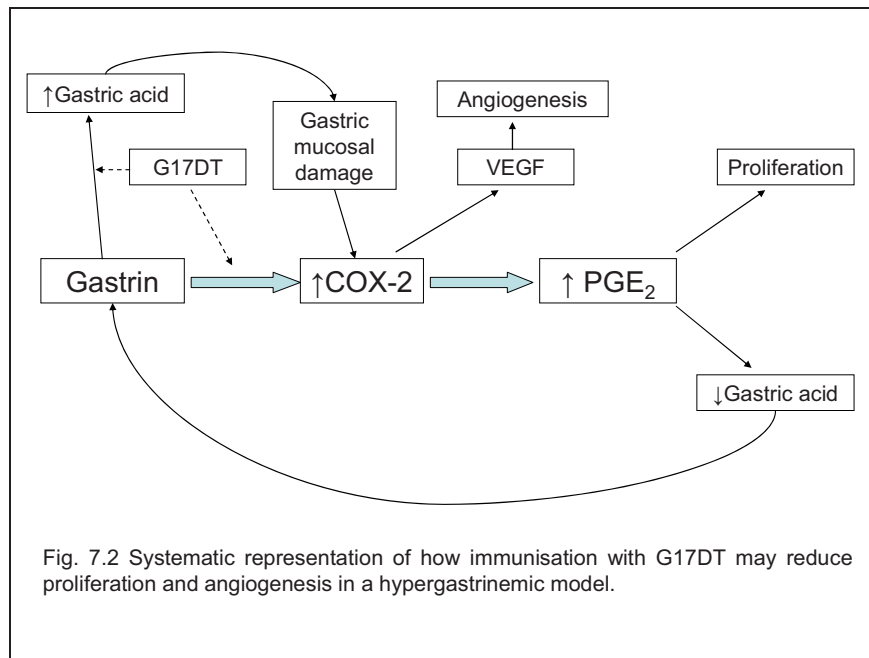 ↑Gastric acid
Gastric
mucosal
damage
Angiogenesis
G17DT
VEGF
Proliferation
Gastrin
↑COX-2
↑ PGE₂
↓Gastric acid
Fig. 7.2 Systematic representation of how immunisation with G17DT may reduce
proliferation and angiogenesis in a hypergastrinemic model.